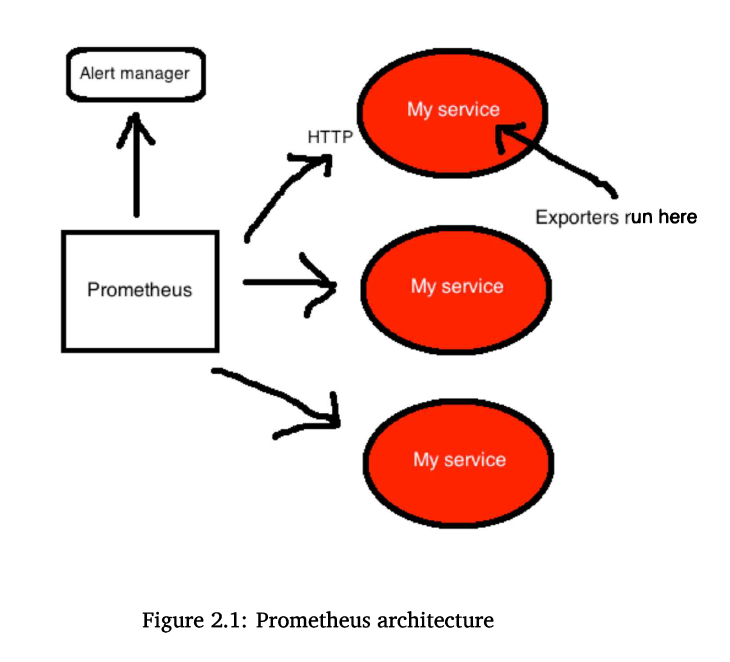 Alert manager
My service
HTTP
Exporters run here
Prometheus
My service
My service
Figure 2.1: Prometheus architecture